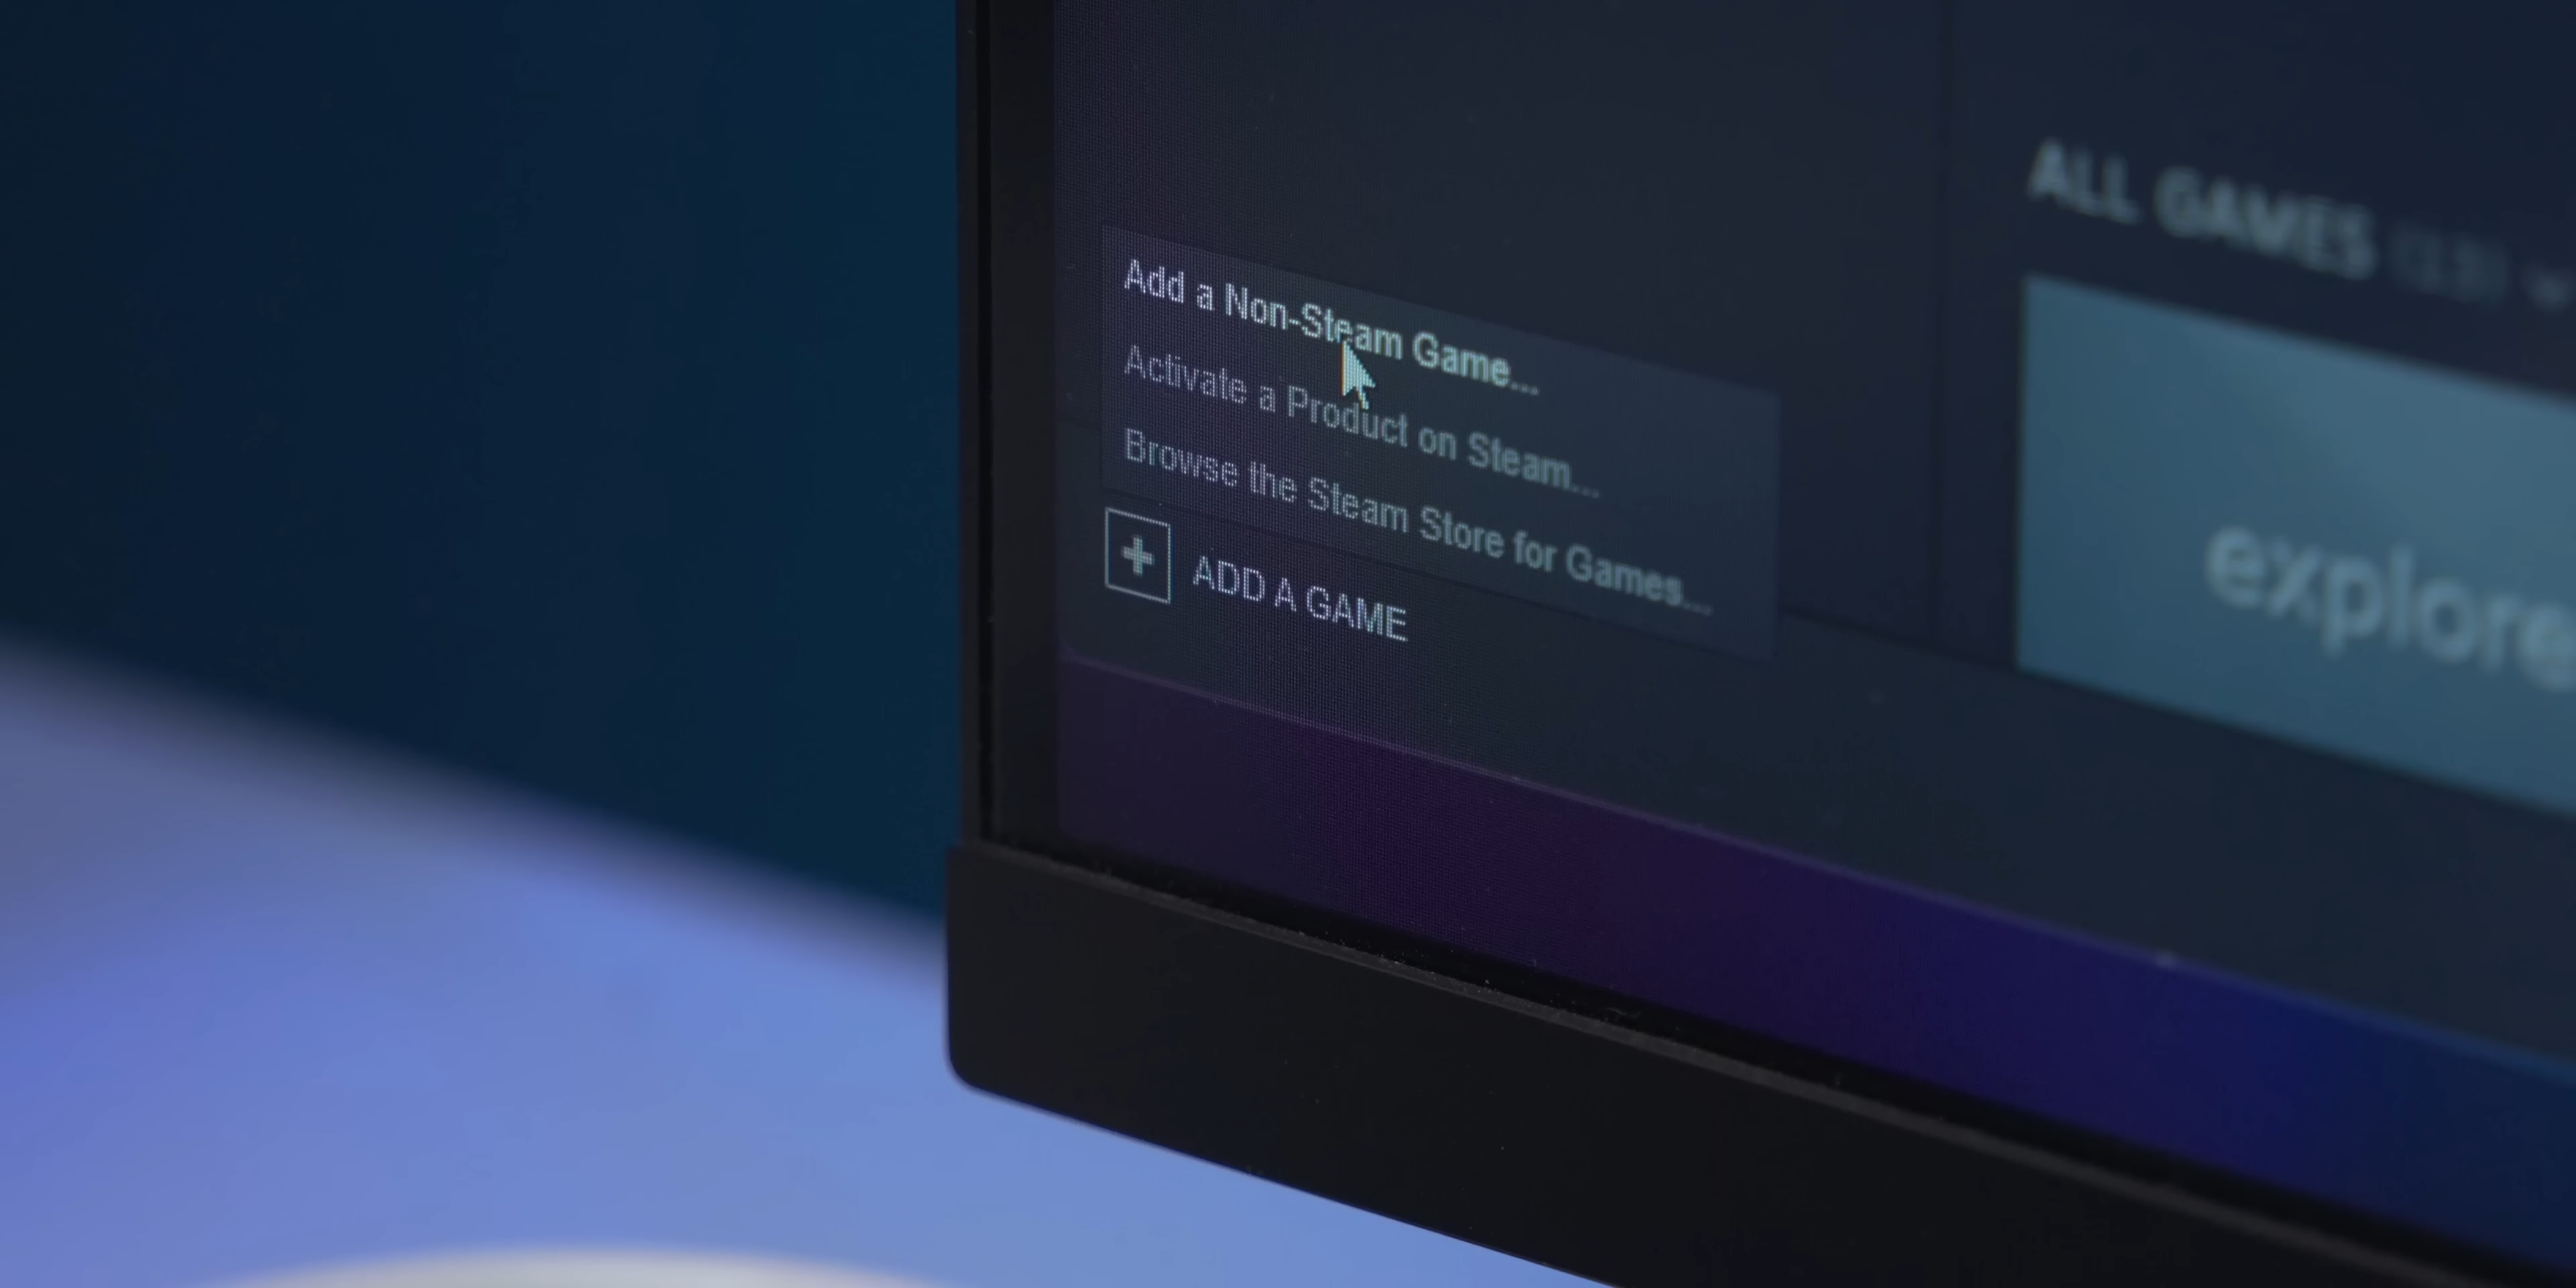 Add a Non-Steam Game...
Activate a Product on Steam...
Browse the Steam Store for Games...
+ ADD A GAME
ALL GAMES
explore